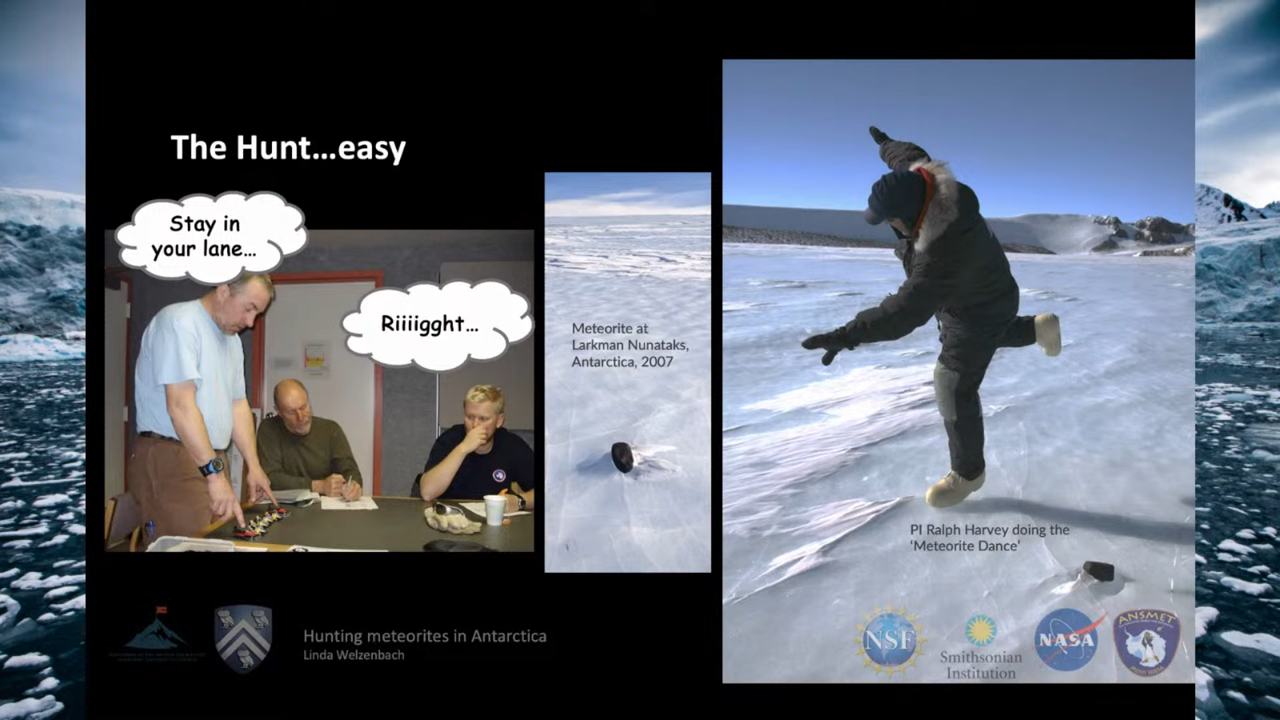 The Hunt...easy
Stay in
your lane...
Riiiigght...
Meteorite at
Larkman Nunataks,
Antarctica, 2007
PI Ralph Harvey doing the
'Meteorite Dance'
Hunting meteorites in Antarctica
Linda Welzenbach
NSF
Smithsonian
Institution
NASA
ANSMET